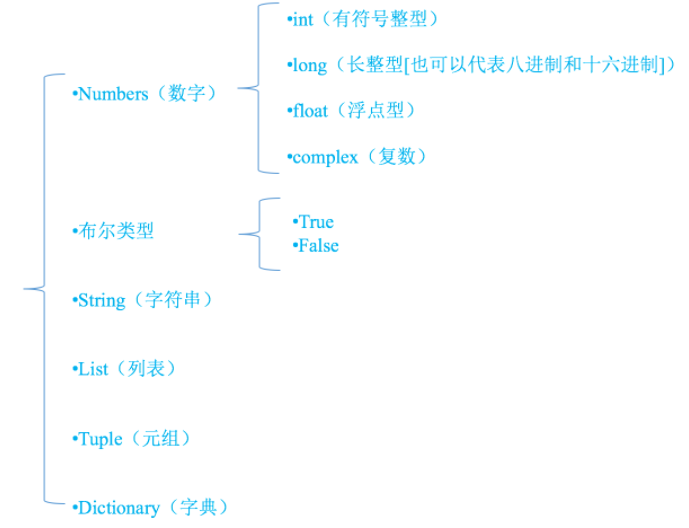 •int（有符号整型）
•long（长整型[也可以代表八进制和十六进制]）
•Numbers（数字）
•float（浮点型）
•complex（复数）
•布尔类型
•True
•False
•String（字符串）
•List（列表）
•Tuple（元组）
•Dictionary（字典）